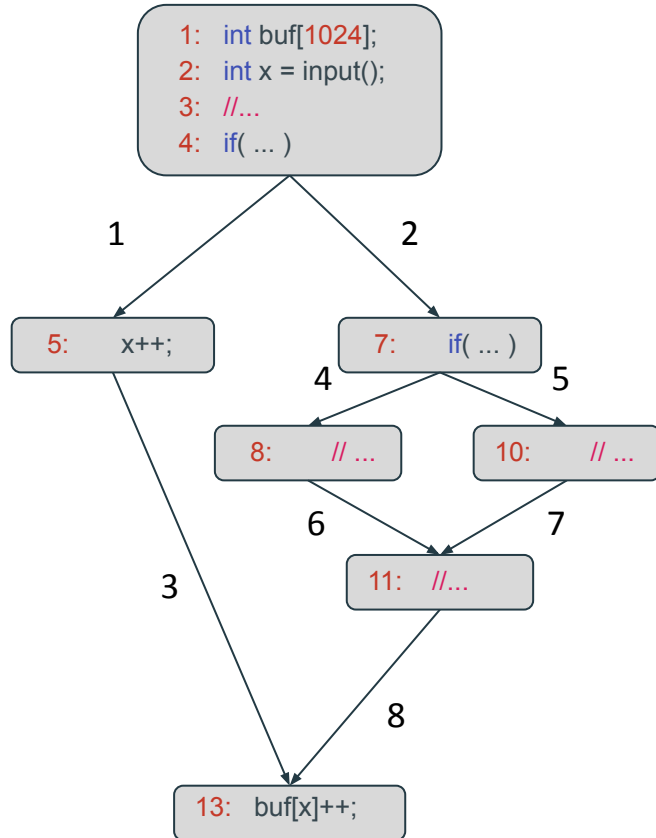 1: int buf[1024];
2: int x = input();
3: //...
4: if( ... )
1
2
5: x++;
7: if( ... )
4
5
8: // ...
10: // ...
6
7
3
11: //...
8
13: buf[x]++;